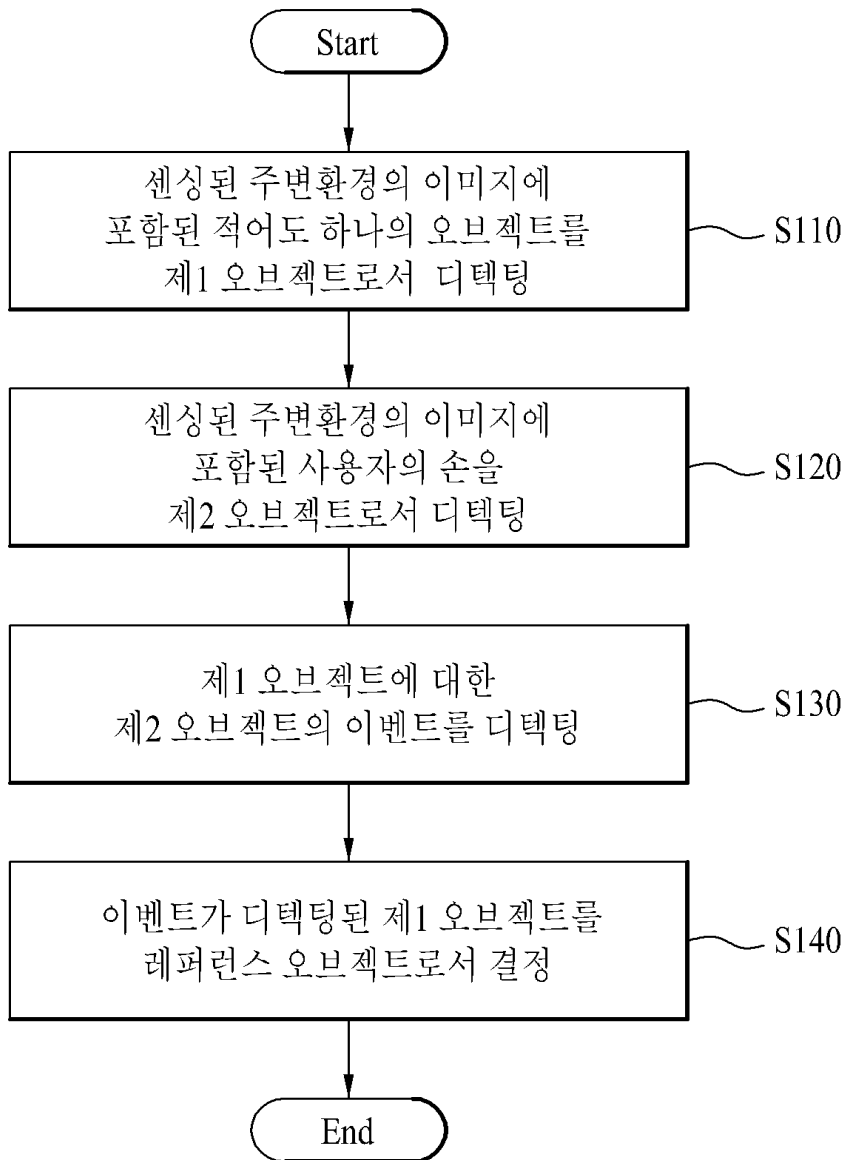 Start
센싱된 주변환경의 이미지에
포함된 적어도 하나의 오브젝트를
제1 오브젝트로서 디텍팅
S110
센싱된 주변환경의 이미지에
포함된 사용자의 손을
제2 오브젝트로서 디텍팅
S120
제1 오브젝트에 대한
제2 오브젝트의 이벤트를 디텍팅
S130
이벤트가 디텍팅된 제1 오브젝트를
레퍼런스 오브젝트로서 결정
S140
End